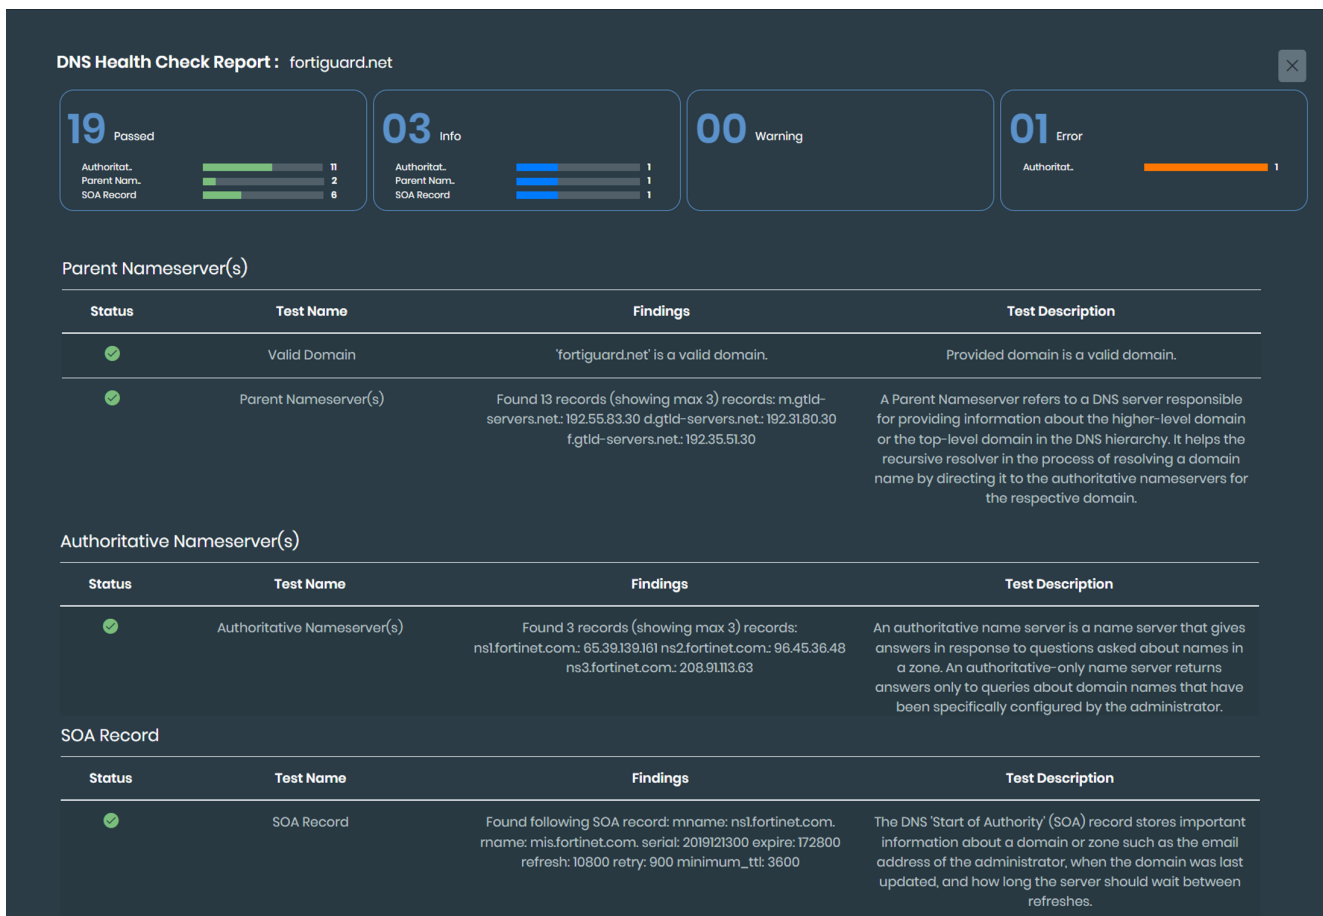 DNS Health Check Report : fortiguard.net
19 Passed
Authoritat.. 11
Parent Nam.. 2
SOA Record 6
03 Info
Authoritat.. 1
Parent Nam.. 1
SOA Record 1
00 Warning
01 Error
Authoritat.. 1
Parent Nameserver(s)
Status Test Name Findings Test Description
Valid Domain 'fortiguard.net' is a valid domain. Provided domain is a valid domain.
Parent Nameserver(s)
Found 13 records (showing max 3) records: m.gtld-
servers.net.: 192.55.83.30 d.gtld-servers.net.: 192.31.80.30
f.gtld-servers.net.: 192.35.51.30
A Parent Nameserver refers to a DNS server responsible
for providing information about the higher-level domain
or the top-level domain in the DNS hierarchy. It helps the
recursive resolver in the process of resolving a domain
name by directing it to the authoritative nameservers for
the respective domain.
Authoritative Nameserver(s)
Status Test Name Findings Test Description
Authoritative Nameserver(s)
Found 3 records (showing max 3) records:
ns1.fortinet.com.: 65.39.139.161 ns2.fortinet.com.: 96.45.36.48
ns3.fortinet.com.: 208.91.113.63
An authoritative name server is a name server that gives
answers in response to questions asked about names in
a zone. An authoritative-only name server returns
answers only to queries about domain names that have
been specifically configured by the administrator.
SOA Record
Status Test Name Findings Test Description
SOA Record
Found following SOA record: mname: ns1.fortinet.com.
rname: mis.fortinet.com. serial: 2019121300 expire: 172800
refresh: 10800 retry: 900 minimum_ttl: 3600
The DNS 'Start of Authority' (SOA) record stores important
information about a domain or zone such as the email
address of the administrator, when the domain was last
updated, and how long the server should wait between
refreshes.